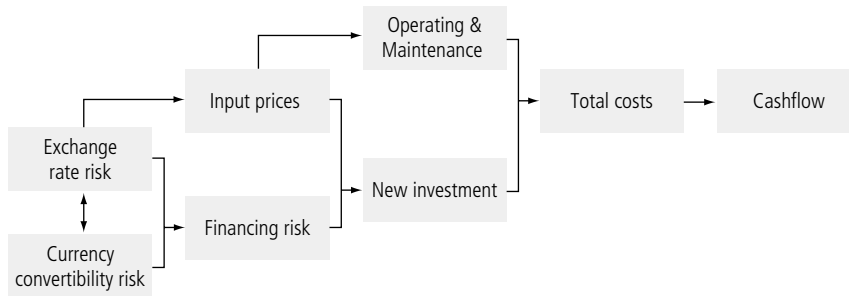 Operating &
Maintenance
Input prices
Total costs
Cashflow
Exchange
rate risk
New investment
Financing risk
Currency
convertibility risk